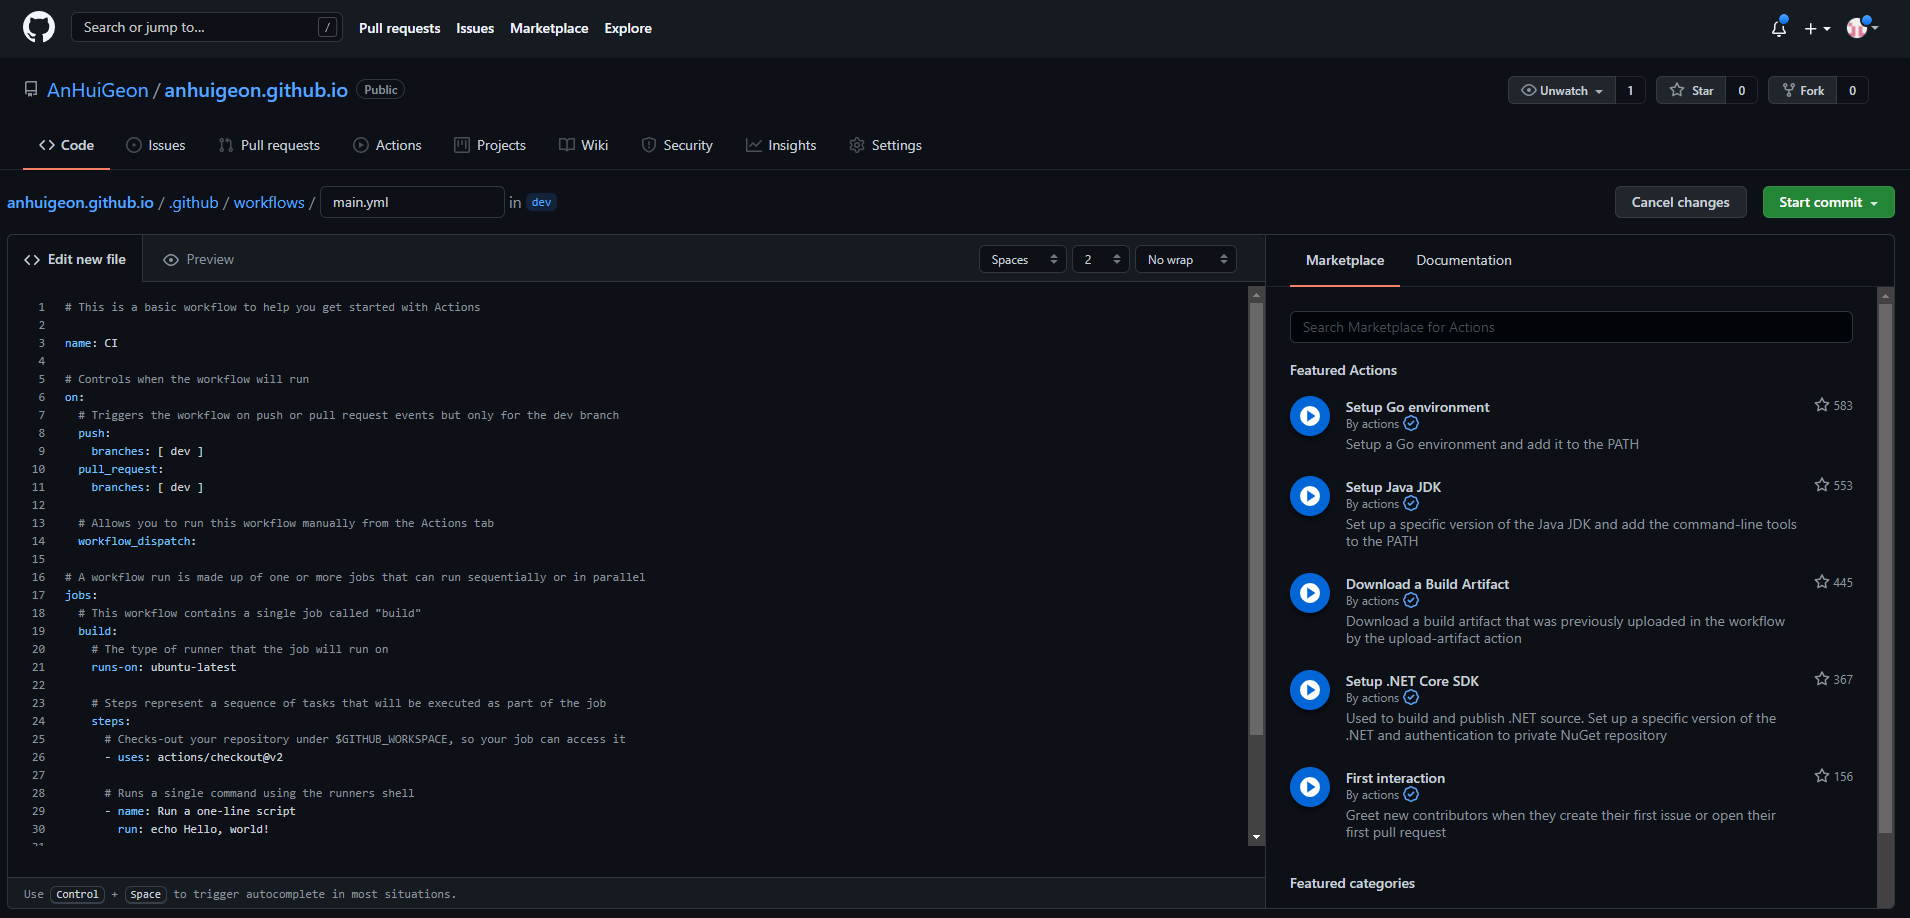 Search or jump to... /
Pull requests Issues Marketplace Explore
AnHuiGeon / anhuigeon.github.io Public
Unwatch 1 Star 0 Fork 0
Code Issues Pull requests Actions Projects Wiki Security Insights Settings
anhuigeon.github.io / .github / workflows / main.yml in dev
Cancel changes Start commit
Edit new file Preview
Spaces 2 No wrap
1 # This is a basic workflow to help you get started with Actions
2
3 name: CI
4
5 # Controls when the workflow will run
6 on:
7 # Triggers the workflow on push or pull request events but only for the dev branch
8 push:
9 branches: [ dev ]
10 pull_request:
11 branches: [ dev ]
12
13 # Allows you to run this workflow manually from the Actions tab
14 workflow_dispatch:
15
16 # A workflow run is made up of one or more jobs that can run sequentially or in parallel
17 jobs:
18 # This workflow contains a single job called "build"
19 build:
20 # The type of runner that the job will run on
21 runs-on: ubuntu-latest
22
23 # Steps represent a sequence of tasks that will be executed as part of the job
24 steps:
25 # Checks-out your repository under $GITHUB_WORKSPACE, so your job can access it
26 - uses: actions/checkout@v2
27
28 # Runs a single command using the runners shell
29 - name: Run a one-line script
30 run: echo Hello, world!
31
Use Control + Space to trigger autocomplete in most situations.
Marketplace Documentation
Search Marketplace for Actions
Featured Actions
Setup Go environment 583
By actions
Setup a Go environment and add it to the PATH
Setup Java JDK 553
By actions
Set up a specific version of the Java JDK and add the command-line tools
to the PATH
Download a Build Artifact 445
By actions
Download a build artifact that was previously uploaded in the workflow
by the upload-artifact action
Setup .NET Core SDK 367
By actions
Used to build and publish .NET source. Set up a specific version of the
.NET and authentication to private NuGet repository
First interaction 156
By actions
Greet new contributors when they create their first issue or open their
first pull request
Featured categories